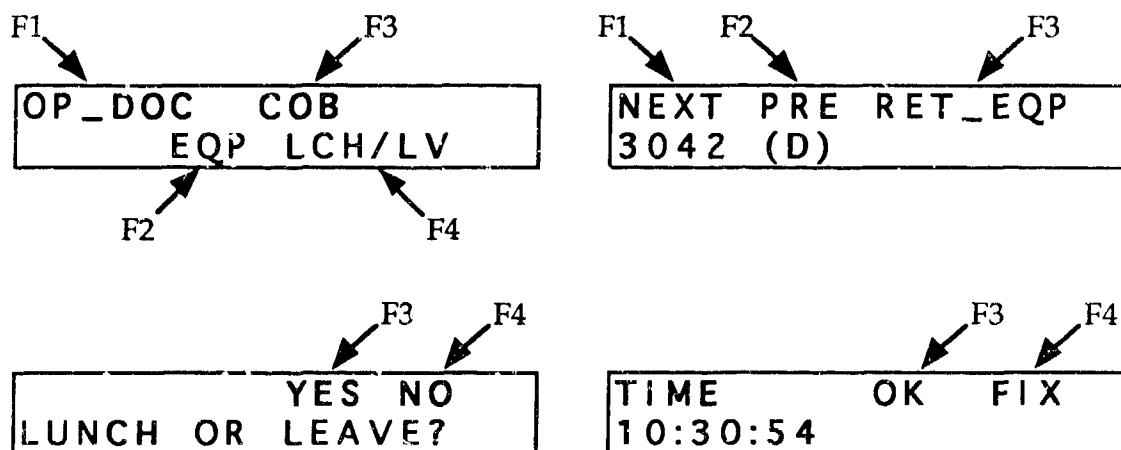 F1 F3
OP_DOC COB
EQP LCH/LV
F2 F4
F1 F2 F3
NEXT PRE RET_EQP
3042 (D)
F3 F4
YES NO
LUNCH OR LEAVE?
F3 F4
TIME OK FIX
10:30:54